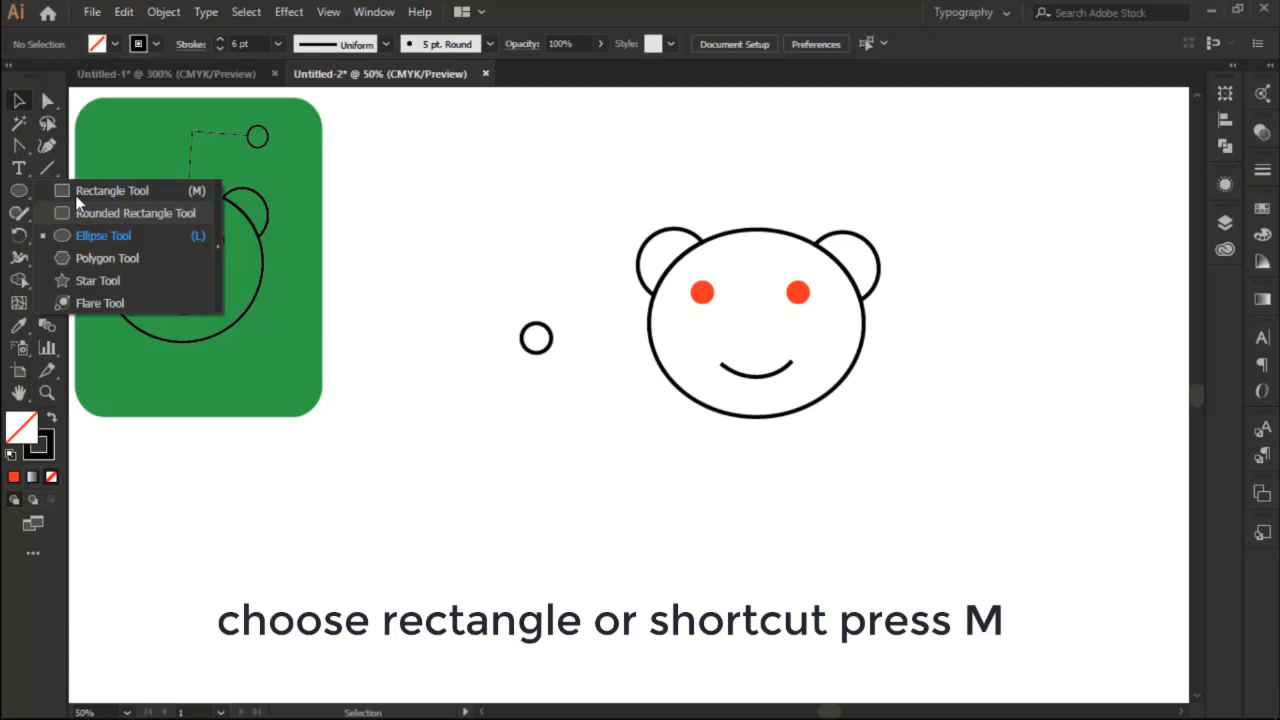 Ai File Edit Object Type Select Effect View Window Help Typography Search Adobe Stock
No Selection Stroke: 6 pt Uniform 5 pt. Round Opacity: 100% Style: Document Setup Preferences
Untitled-1* @ 300% (CMYK/Preview) × Untitled-2* @ 50% (CMYK/Preview) ×
Rectangle Tool (M)
Rounded Rectangle Tool
Ellipse Tool (L)
Polygon Tool
Star Tool
Flare Tool
choose rectangle or shortcut press M
50% 1 Selection